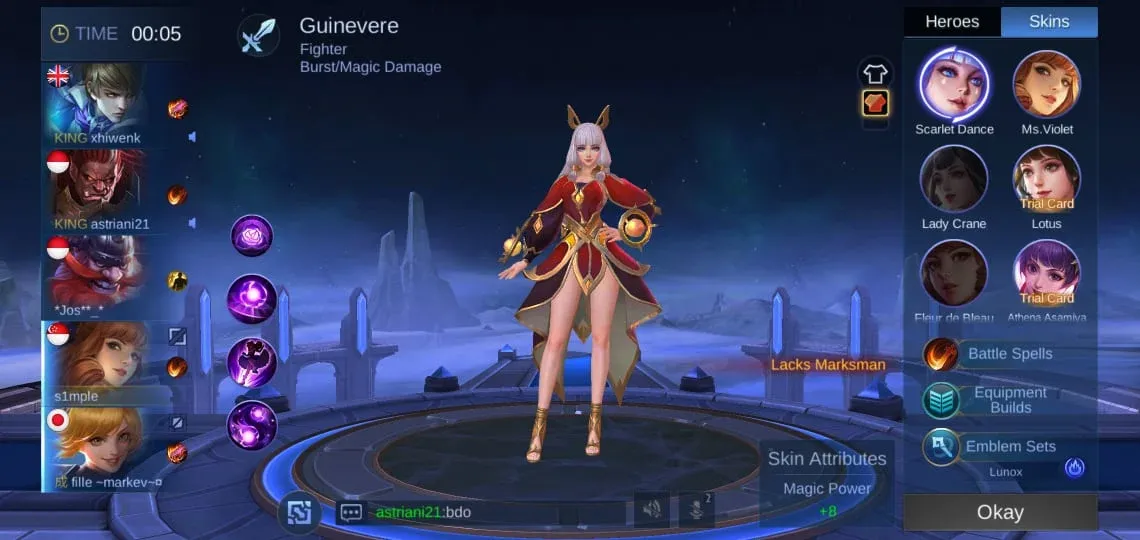 TIME 00:05
Guinevere
Fighter
Burst/Magic Damage
Heroes
Skins
KING xhiwenk
KING astriani21
*Jos**_*
s1mple
成 fille ~markev~¤
Scarlet Dance
Ms.Violet
Lady Crane
Trial Card
Lotus
Fleur de Bleau
Trial Card
Athena Asamiya
Lacks Marksman
Battle Spells
Equipment
Builds
Emblem Sets
Lunox
Skin Attributes
Magic Power
+8
astriani21:bdo
2
Okay